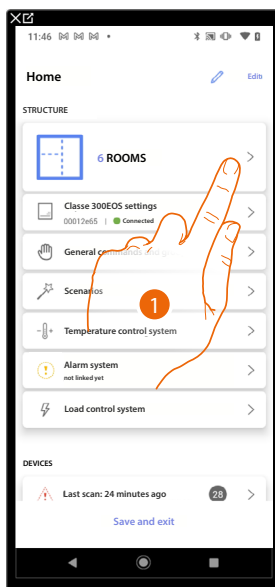 11:46
Home
Edit
STRUCTURE
6 ROOMS
Classe 300EOS settings
00012e65 | Connected
General commands
Scenarios
1
Temperature control system
Alarm system
not linked yet
Load control system
DEVICES
Last scan: 24 minutes ago
28
Save and exit